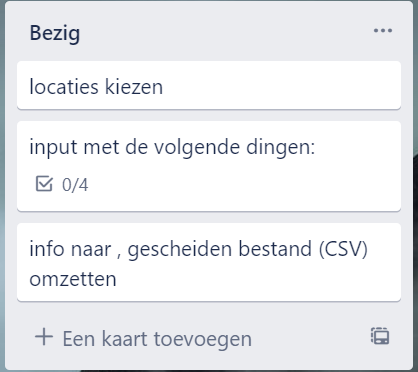 Bezig
locaties kiezen
input met de volgende dingen:
0/4
info naar , gescheiden bestand (CSV)
omzetten
Een kaart toevoegen